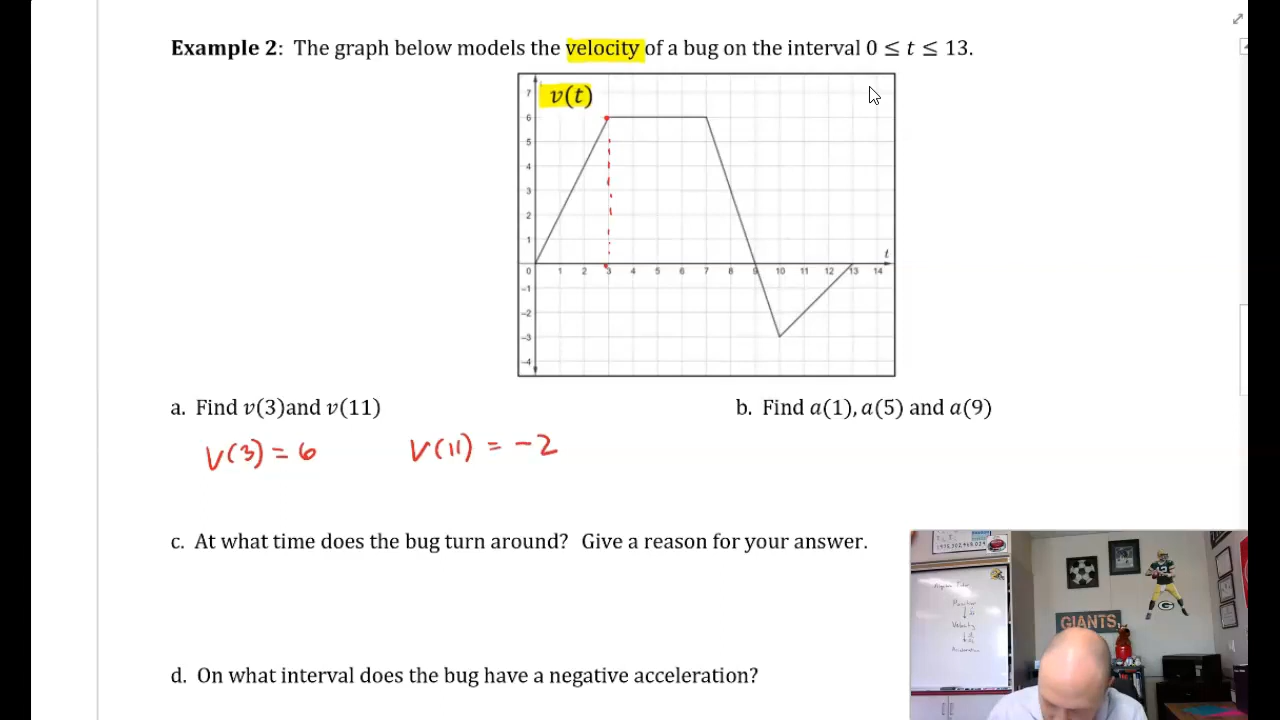 Example 2: The graph below models the velocity of a bug on the interval 0 ≤ t ≤ 13.
v(t)
7
6
5
4
3
2
1
t
0 1 2 3 4 5 6 7 8 9 10 11 12 13 14
−1
−2
−3
−4
a. Find v(3)and v(11)
b. Find a(1), a(5) and a(9)
V(3) = 6 V(11) = -2
c. At what time does the bug turn around? Give a reason for your answer.
GIANTS
Velocity
d. On what interval does the bug have a negative acceleration?